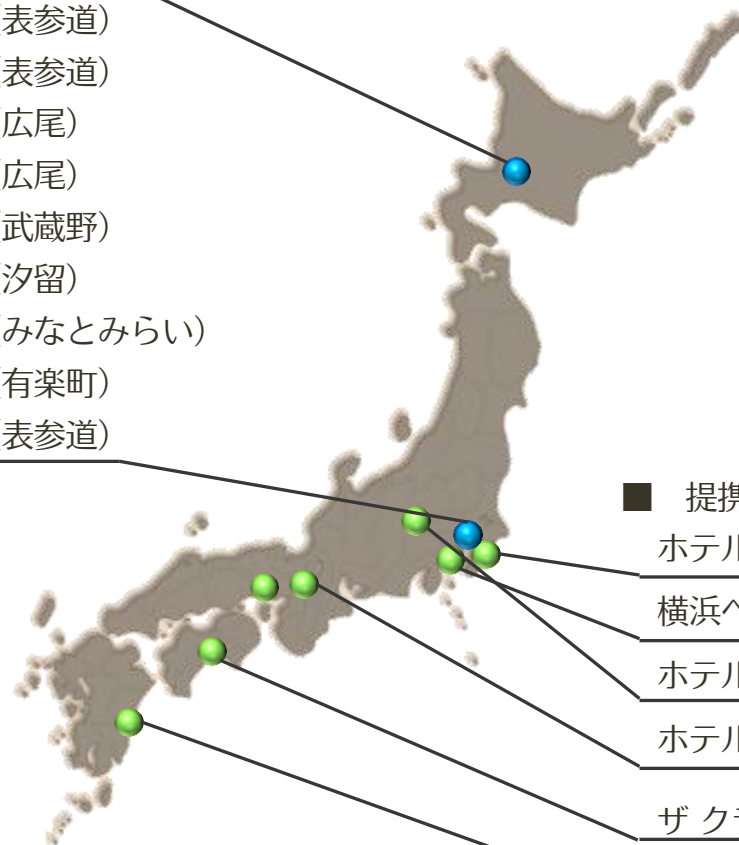 (表参道)
(表参道)
(広尾)
(広尾)
(武蔵野)
(汐留)
(みなとみらい)
(有楽町)
(表参道)
■ 提携
ホテル
横浜ベ
ホテル
ホテル
ザ ク